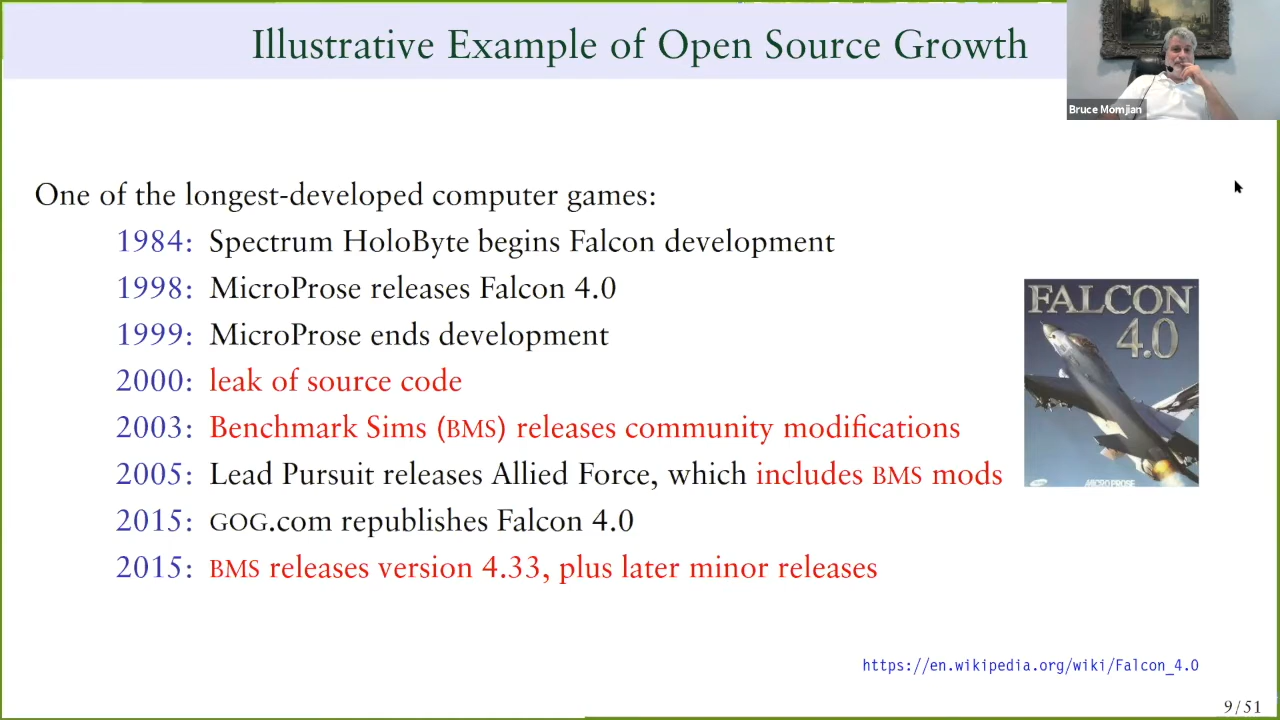 Illustrative Example of Open Source Growth
Bruce Momjian
One of the longest-developed computer games:
1984: Spectrum HoloByte begins Falcon development
1998: MicroProse releases Falcon 4.0
1999: MicroProse ends development
2000: leak of source code
2003: Benchmark Sims (BMS) releases community modifications
2005: Lead Pursuit releases Allied Force, which includes BMS mods
2015: GOG.com republishes Falcon 4.0
2015: BMS releases version 4.33, plus later minor releases
FALCON
4.0
MICROPROSE
https://en.wikipedia.org/wiki/Falcon_4.0
9/51